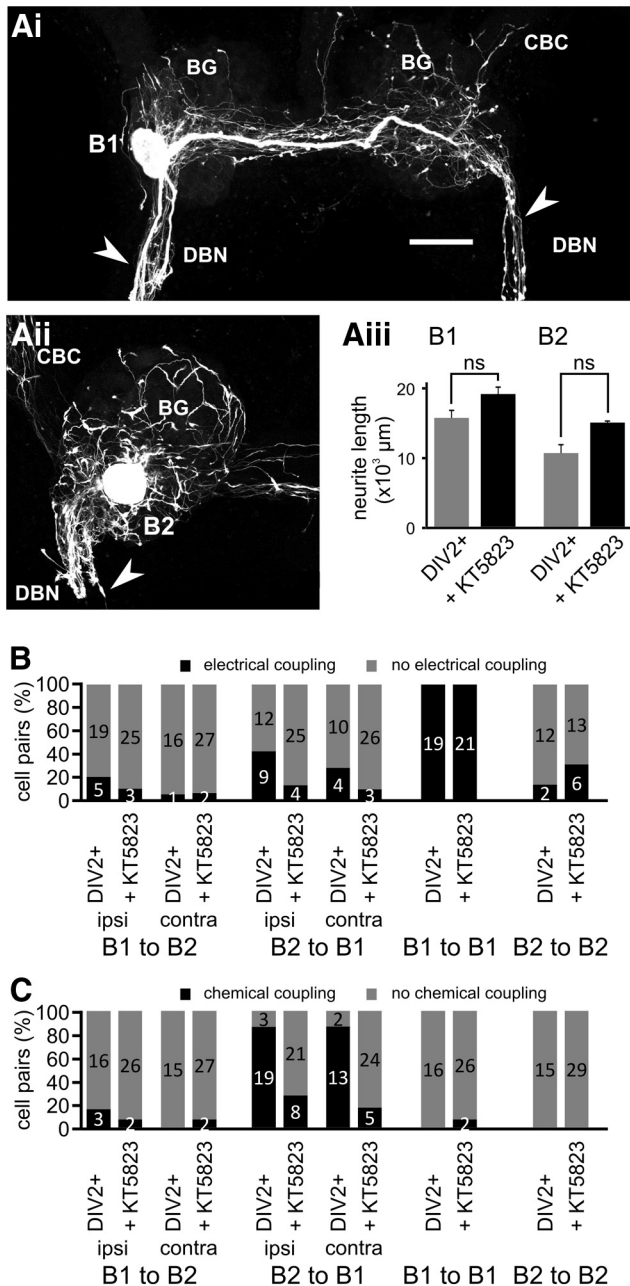 Ai
BG
BG
CBC
B1
DBN
DBN
Aii
CBC
BG
B2
DBN
Aiii
B1
B2
ns
ns
neurite length
(x10³ µm)
20
10
0
DIV2+
+ KT5823
DIV2+
+ KT5823
B
electrical coupling
no electrical coupling
cell pairs (%)
100
80
60
40
20
0
19
25
16
27
12
25
10
26
19
21
12
13
5
3
1
2
9
4
4
3
2
6
DIV2+
+ KT5823
DIV2+
+ KT5823
DIV2+
+ KT5823
DIV2+
+ KT5823
DIV2+
+ KT5823
DIV2+
+ KT5823
ipsi
contra
ipsi
contra
B1 to B2
B2 to B1
B1 to B1
B2 to B2
C
chemical coupling
no chemical coupling
cell pairs (%)
100
80
60
40
20
0
16
26
15
27
3
21
2
24
16
26
15
29
3
2
2
19
8
13
5
2
DIV2+
+ KT5823
DIV2+
+ KT5823
DIV2+
+ KT5823
DIV2+
+ KT5823
DIV2+
+ KT5823
DIV2+
+ KT5823
ipsi
contra
ipsi
contra
B1 to B2
B2 to B1
B1 to B1
B2 to B2